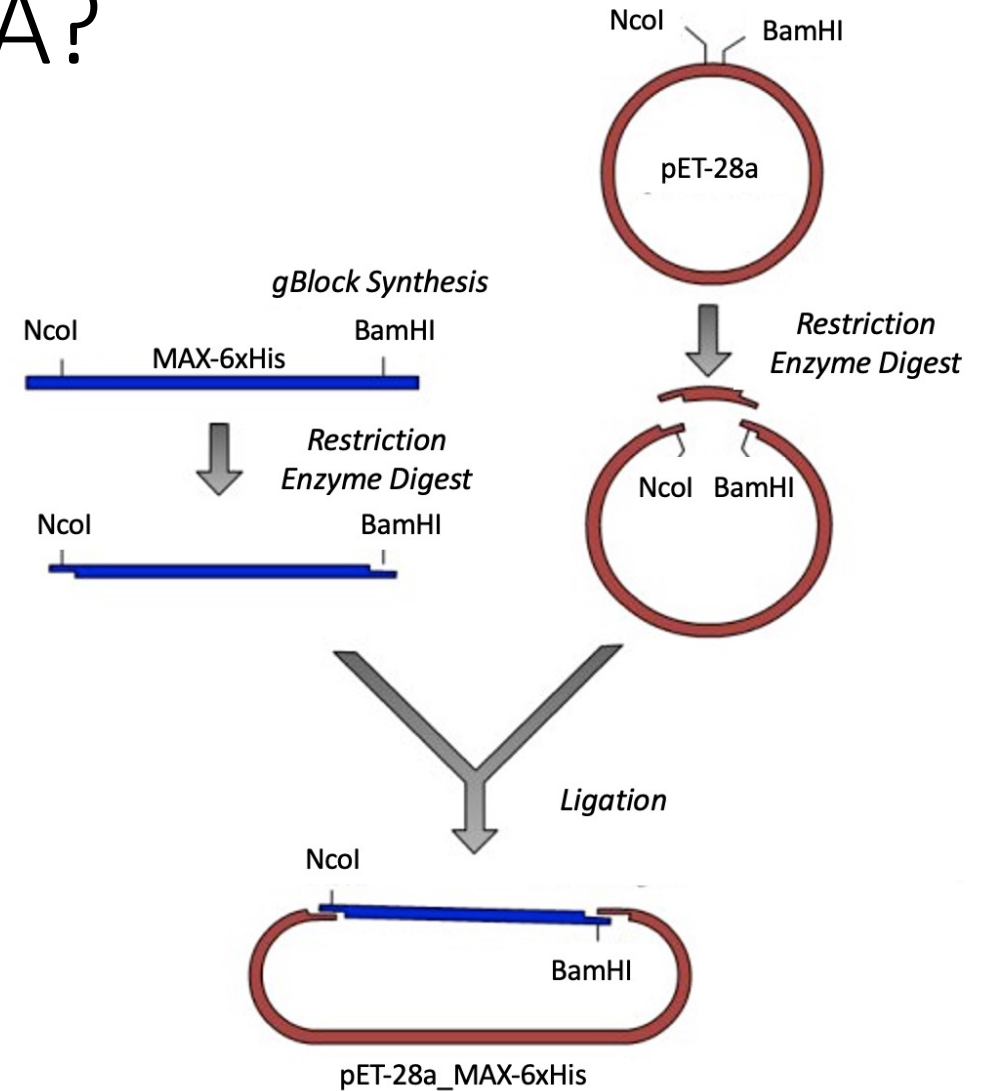 A?
NcoI
BamHI
pET-28a
gBlock Synthesis
NcoI
BamHI
MAX-6xHis
Restriction
Enzyme Digest
Restriction
Enzyme Digest
NcoI
BamHI
NcoI
BamHI
Ligation
NcoI
BamHI
pET-28a_MAX-6xHis